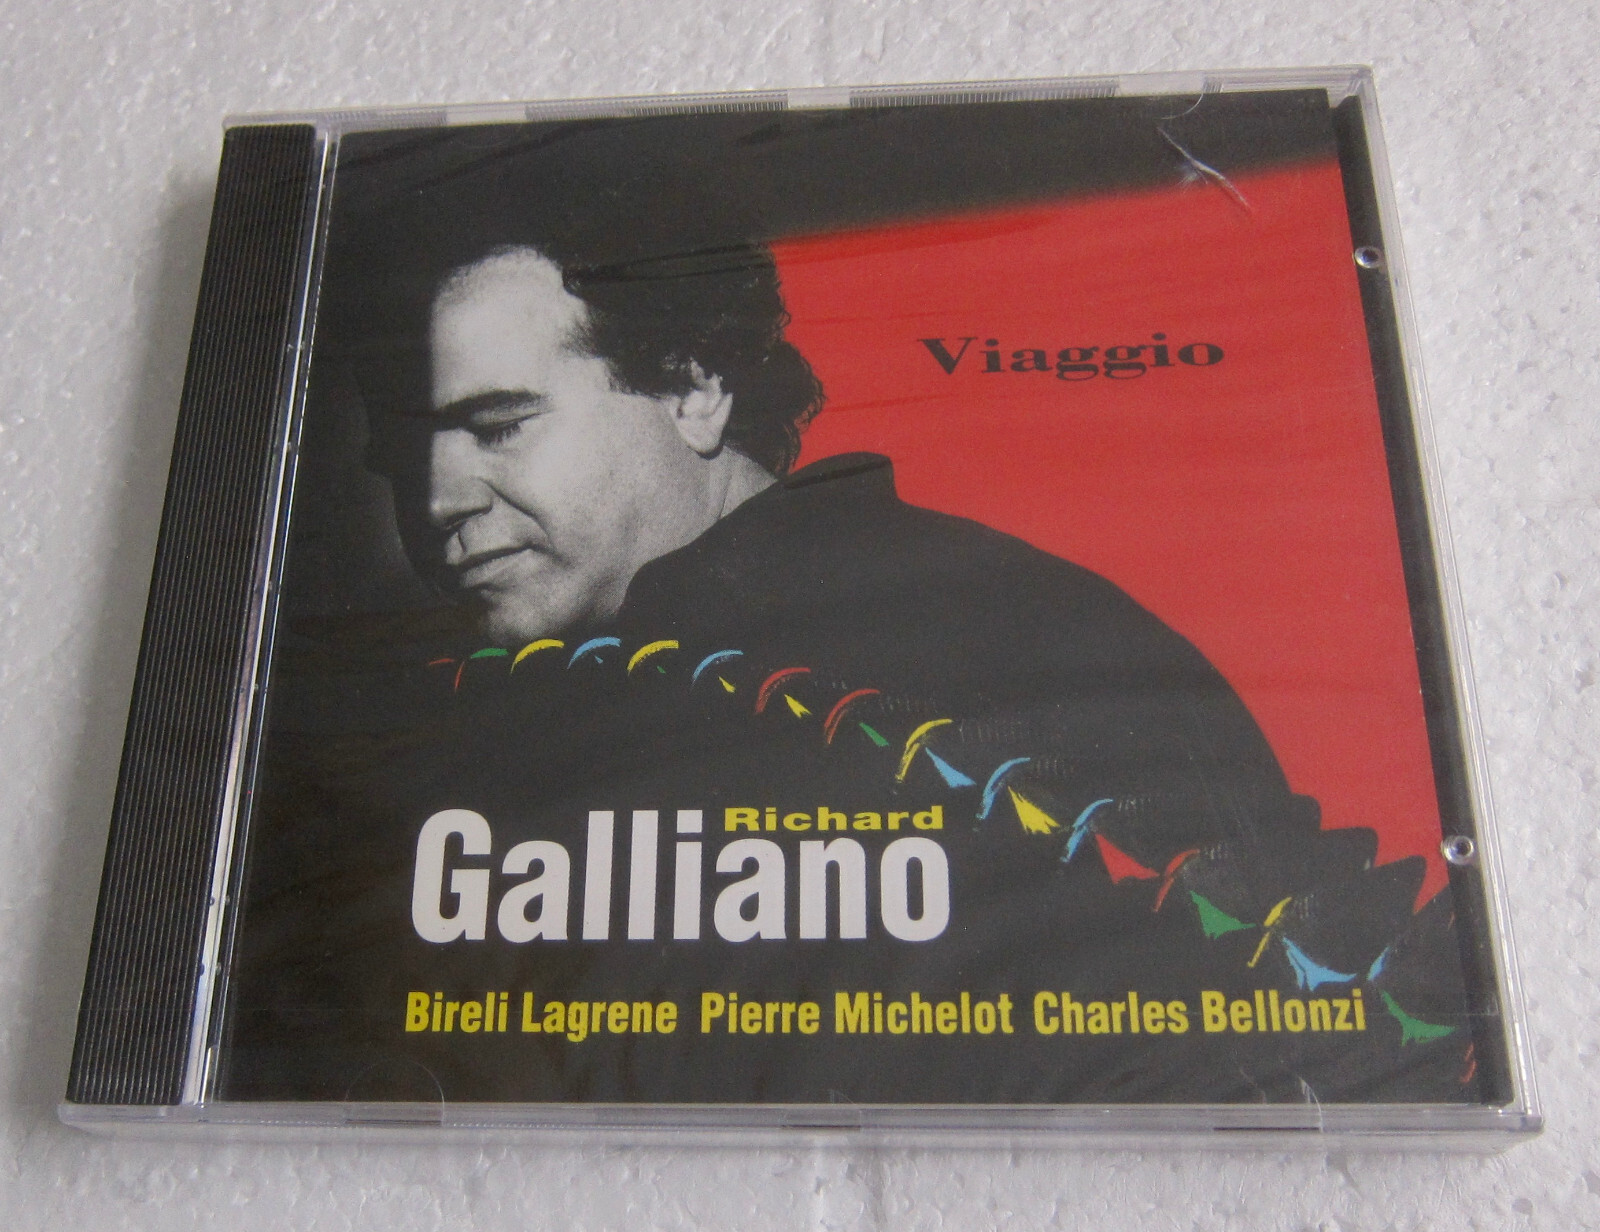 Viaggio
Richard
Galliano
Bireli Lagrene Pierre Michelot Charles Bellonzi